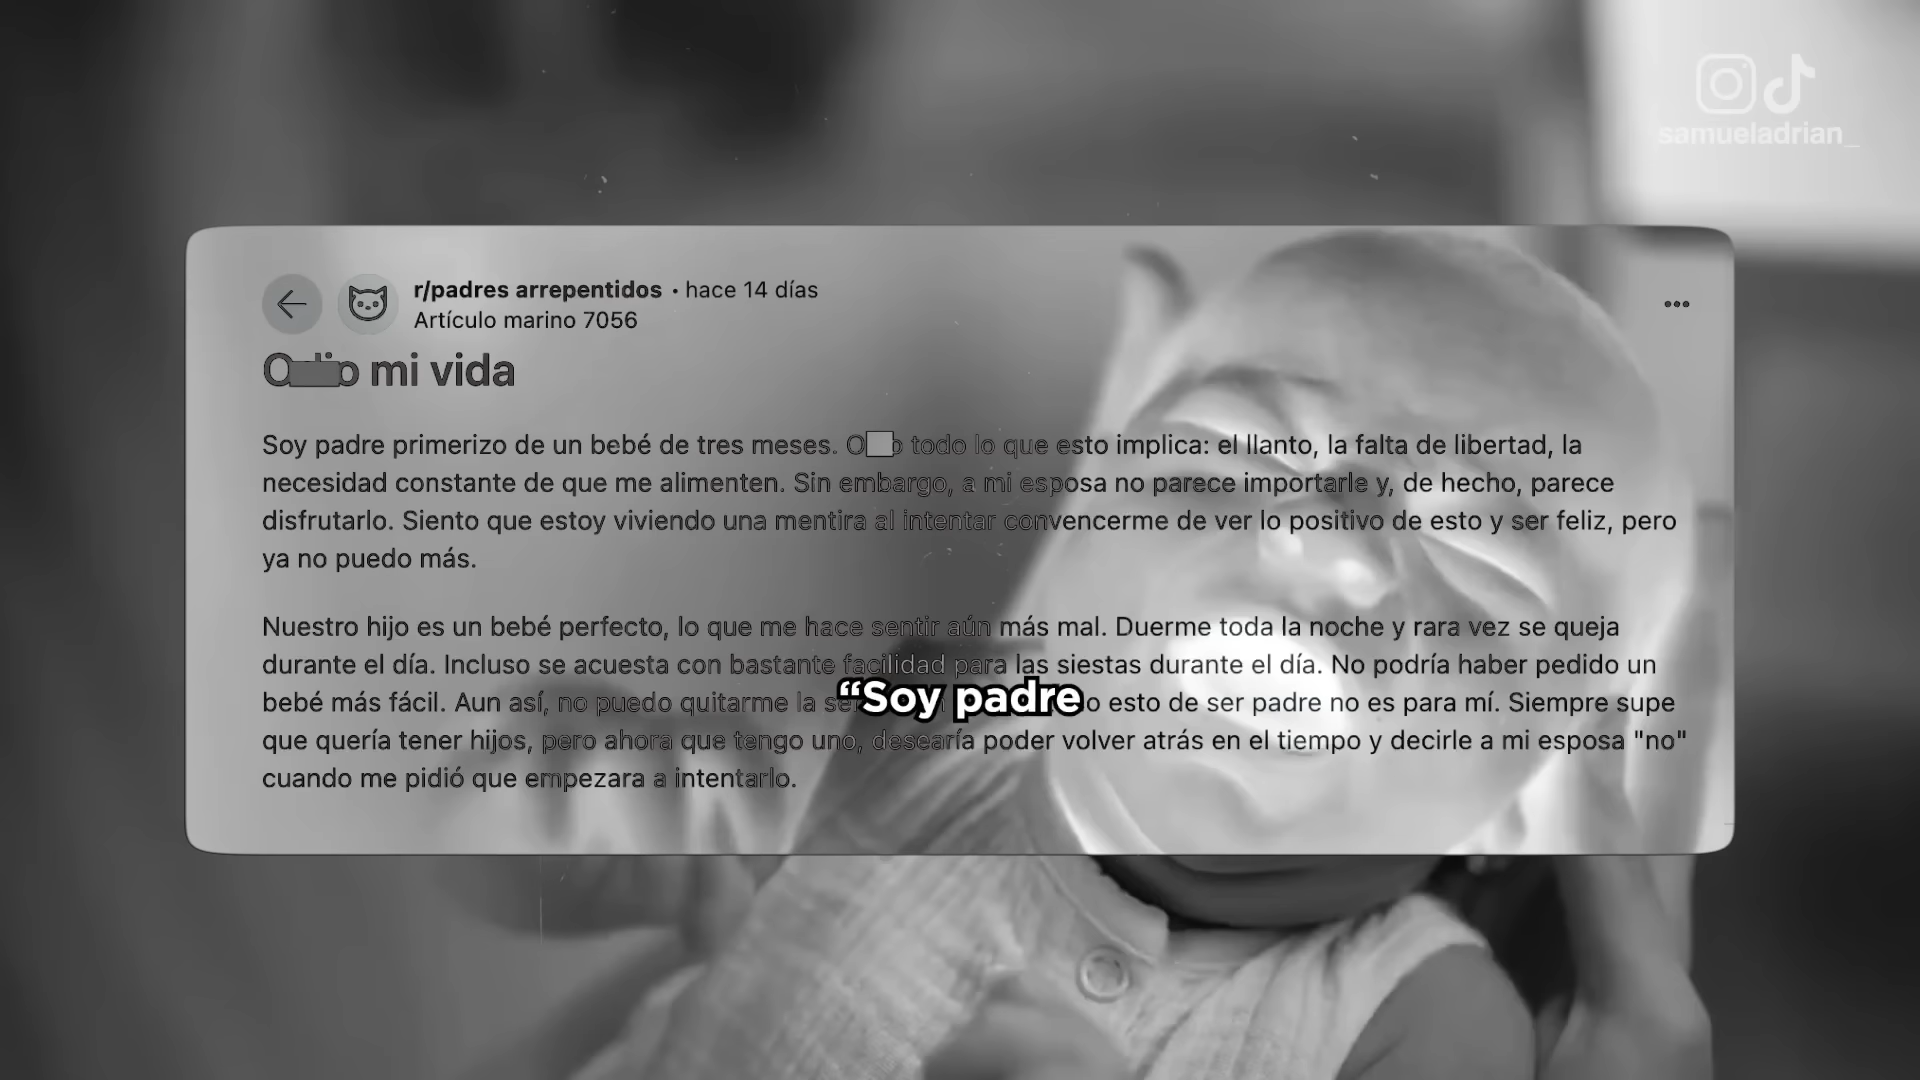 samueladrian_
r/padres arrepentidos • hace 14 días
Artículo marino 7056
mi vida
Soy padre primerizo de un bebé de tres meses. todo lo que esto implica: el llanto, la falta de libertad, la
necesidad constante de que me alimenten. Sin embargo, a mi esposa no parece importarle y, de hecho, parece
disfrutarlo. Siento que estoy viviendo una mentira al intentar convencerme de ver lo positivo de esto y ser feliz, pero
ya no puedo más.
Nuestro hijo es un bebé perfecto, lo que me hace sentir aún más mal. Duerme toda la noche y rara vez se queja
durante el día. Incluso se acuesta con bastante facilidad para las siestas durante el día. No podría haber pedido un
bebé más fácil. Aun así, no puedo quitarme la esto de ser padre no es para mí. Siempre supe
“Soy padre
que quería tener hijos, pero ahora que tengo uno, desearía poder volver atrás en el tiempo y decirle a mi esposa "no"
cuando me pidió que empezara a intentarlo.